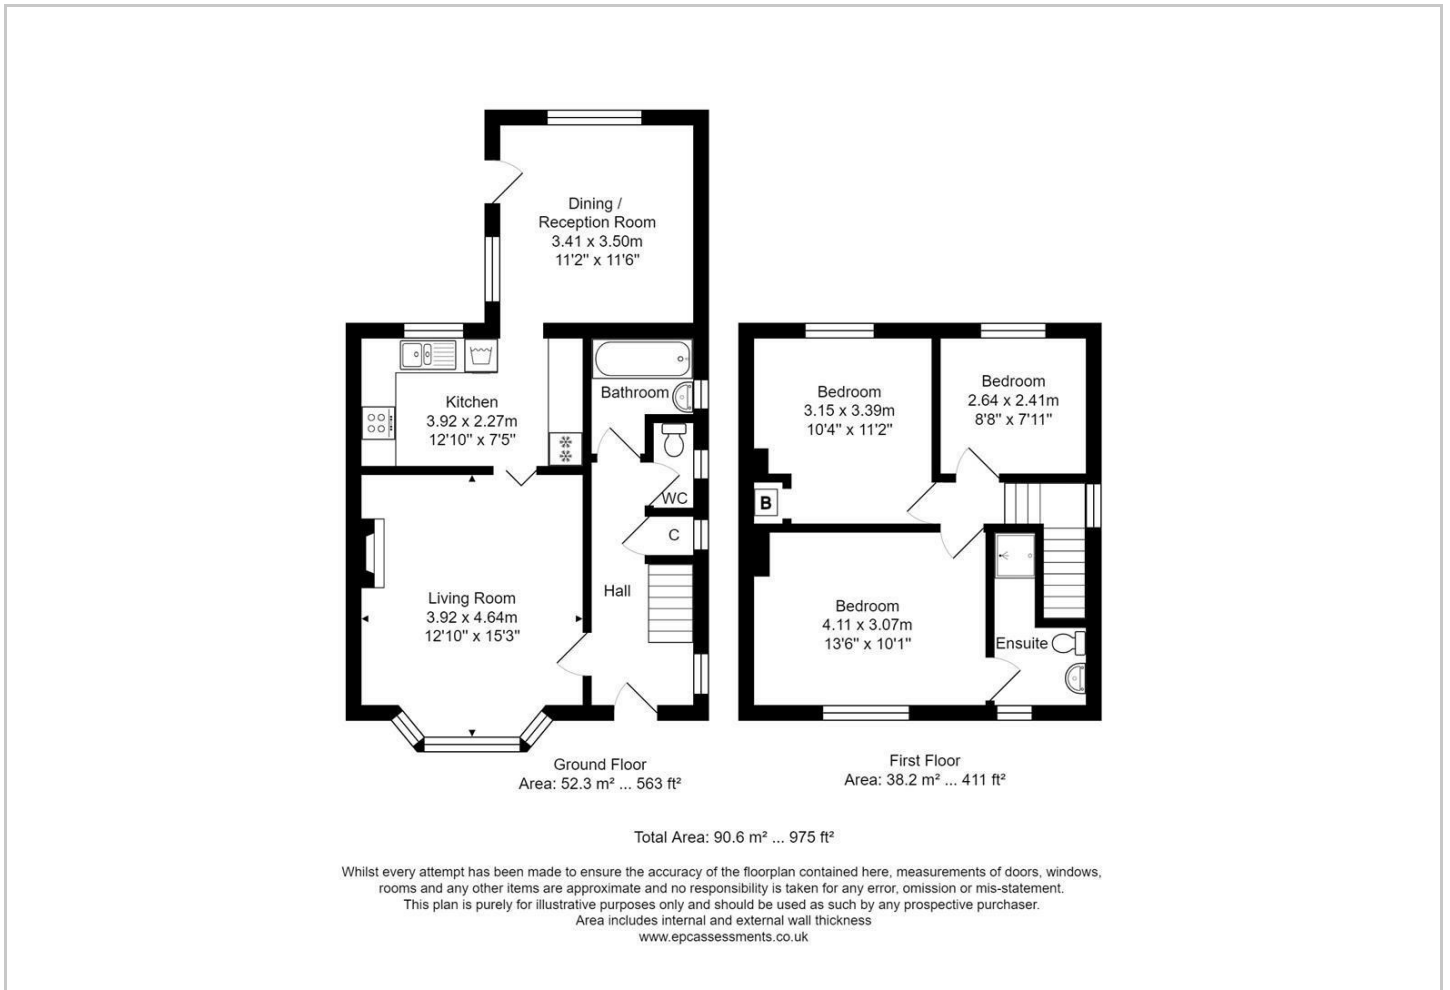 Dining /
Reception Room
3.41 x 3.50m
11'2" x 11'6"
Kitchen
3.92 x 2.27m
12'10" x 7'5"
Bathroom
WC
C
Hall
Living Room
3.92 x 4.64m
12'10" x 15'3"
Ground Floor
Area: 52.3 m² ... 563 ft²
Bedroom
3.15 x 3.39m
10'4" x 11'2"
Bedroom
2.64 x 2.41m
8'8" x 7'11"
B
Bedroom
4.11 x 3.07m
13'6" x 10'1"
Ensuite
First Floor
Area: 38.2 m² ... 411 ft²
Total Area: 90.6 m² ... 975 ft²
Whilst every attempt has been made to ensure the accuracy of the floorplan contained here, measurements of doors, windows,
rooms and any other items are approximate and no responsibility is taken for any error, omission or mis-statement.
This plan is purely for illustrative purposes only and should be used as such by any prospective purchaser.
Area includes internal and external wall thickness
www.epcassessments.co.uk